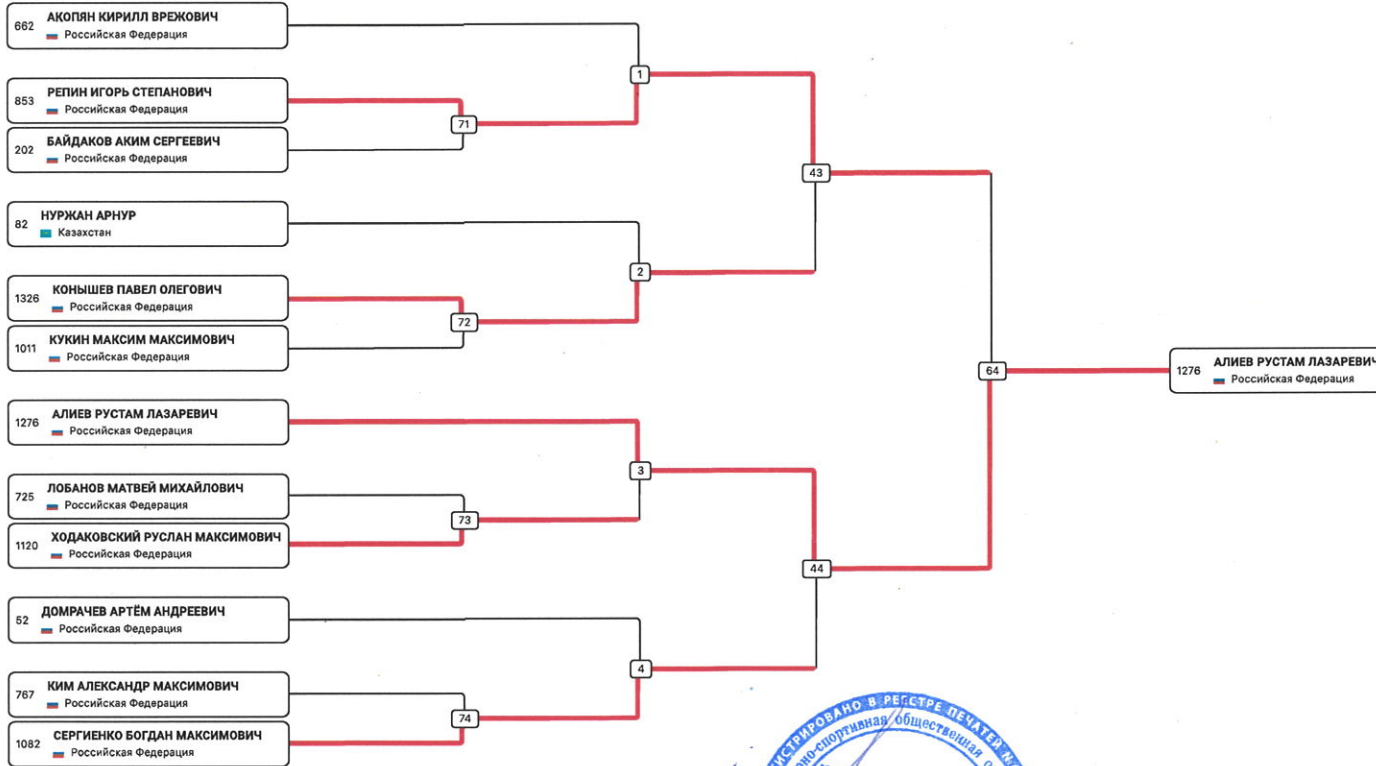 662 АКОПЯН КИРИЛЛ ВРЕЖОВИЧ
Российская Федерация
1
853 РЕПИН ИГОРЬ СТЕПАНОВИЧ
Российская Федерация
71
202 БАЙДАКОВ АКИМ СЕРГЕЕВИЧ
Российская Федерация
43
82 НУРЖАН АРНУР
Казахстан
2
1326 КОНЫШЕВ ПАВЕЛ ОЛЕГОВИЧ
Российская Федерация
72
1011 КУКИН МАКСИМ МАКСИМОВИЧ
Российская Федерация
64
1276 АЛИЕВ РУСТАМ ЛАЗАРЕВИЧ
Российская Федерация
1276 АЛИЕВ РУСТАМ ЛАЗАРЕВИЧ
Российская Федерация
3
725 ЛОБАНОВ МАТВЕЙ МИХАЙЛОВИЧ
Российская Федерация
73
1120 ХОДАКОВСКИЙ РУСЛАН МАКСИМОВИЧ
Российская Федерация
44
52 ДОМРАЧЕВ АРТЁМ АНДРЕЕВИЧ
Российская Федерация
4
767 КИМ АЛЕКСАНДР МАКСИМОВИЧ
Российская Федерация
74
1082 СЕРГИЕНКО БОГДАН МАКСИМОВИЧ
Российская Федерация
В РЕЕСТРЕ ПЕЧАТЕЙ
общественная